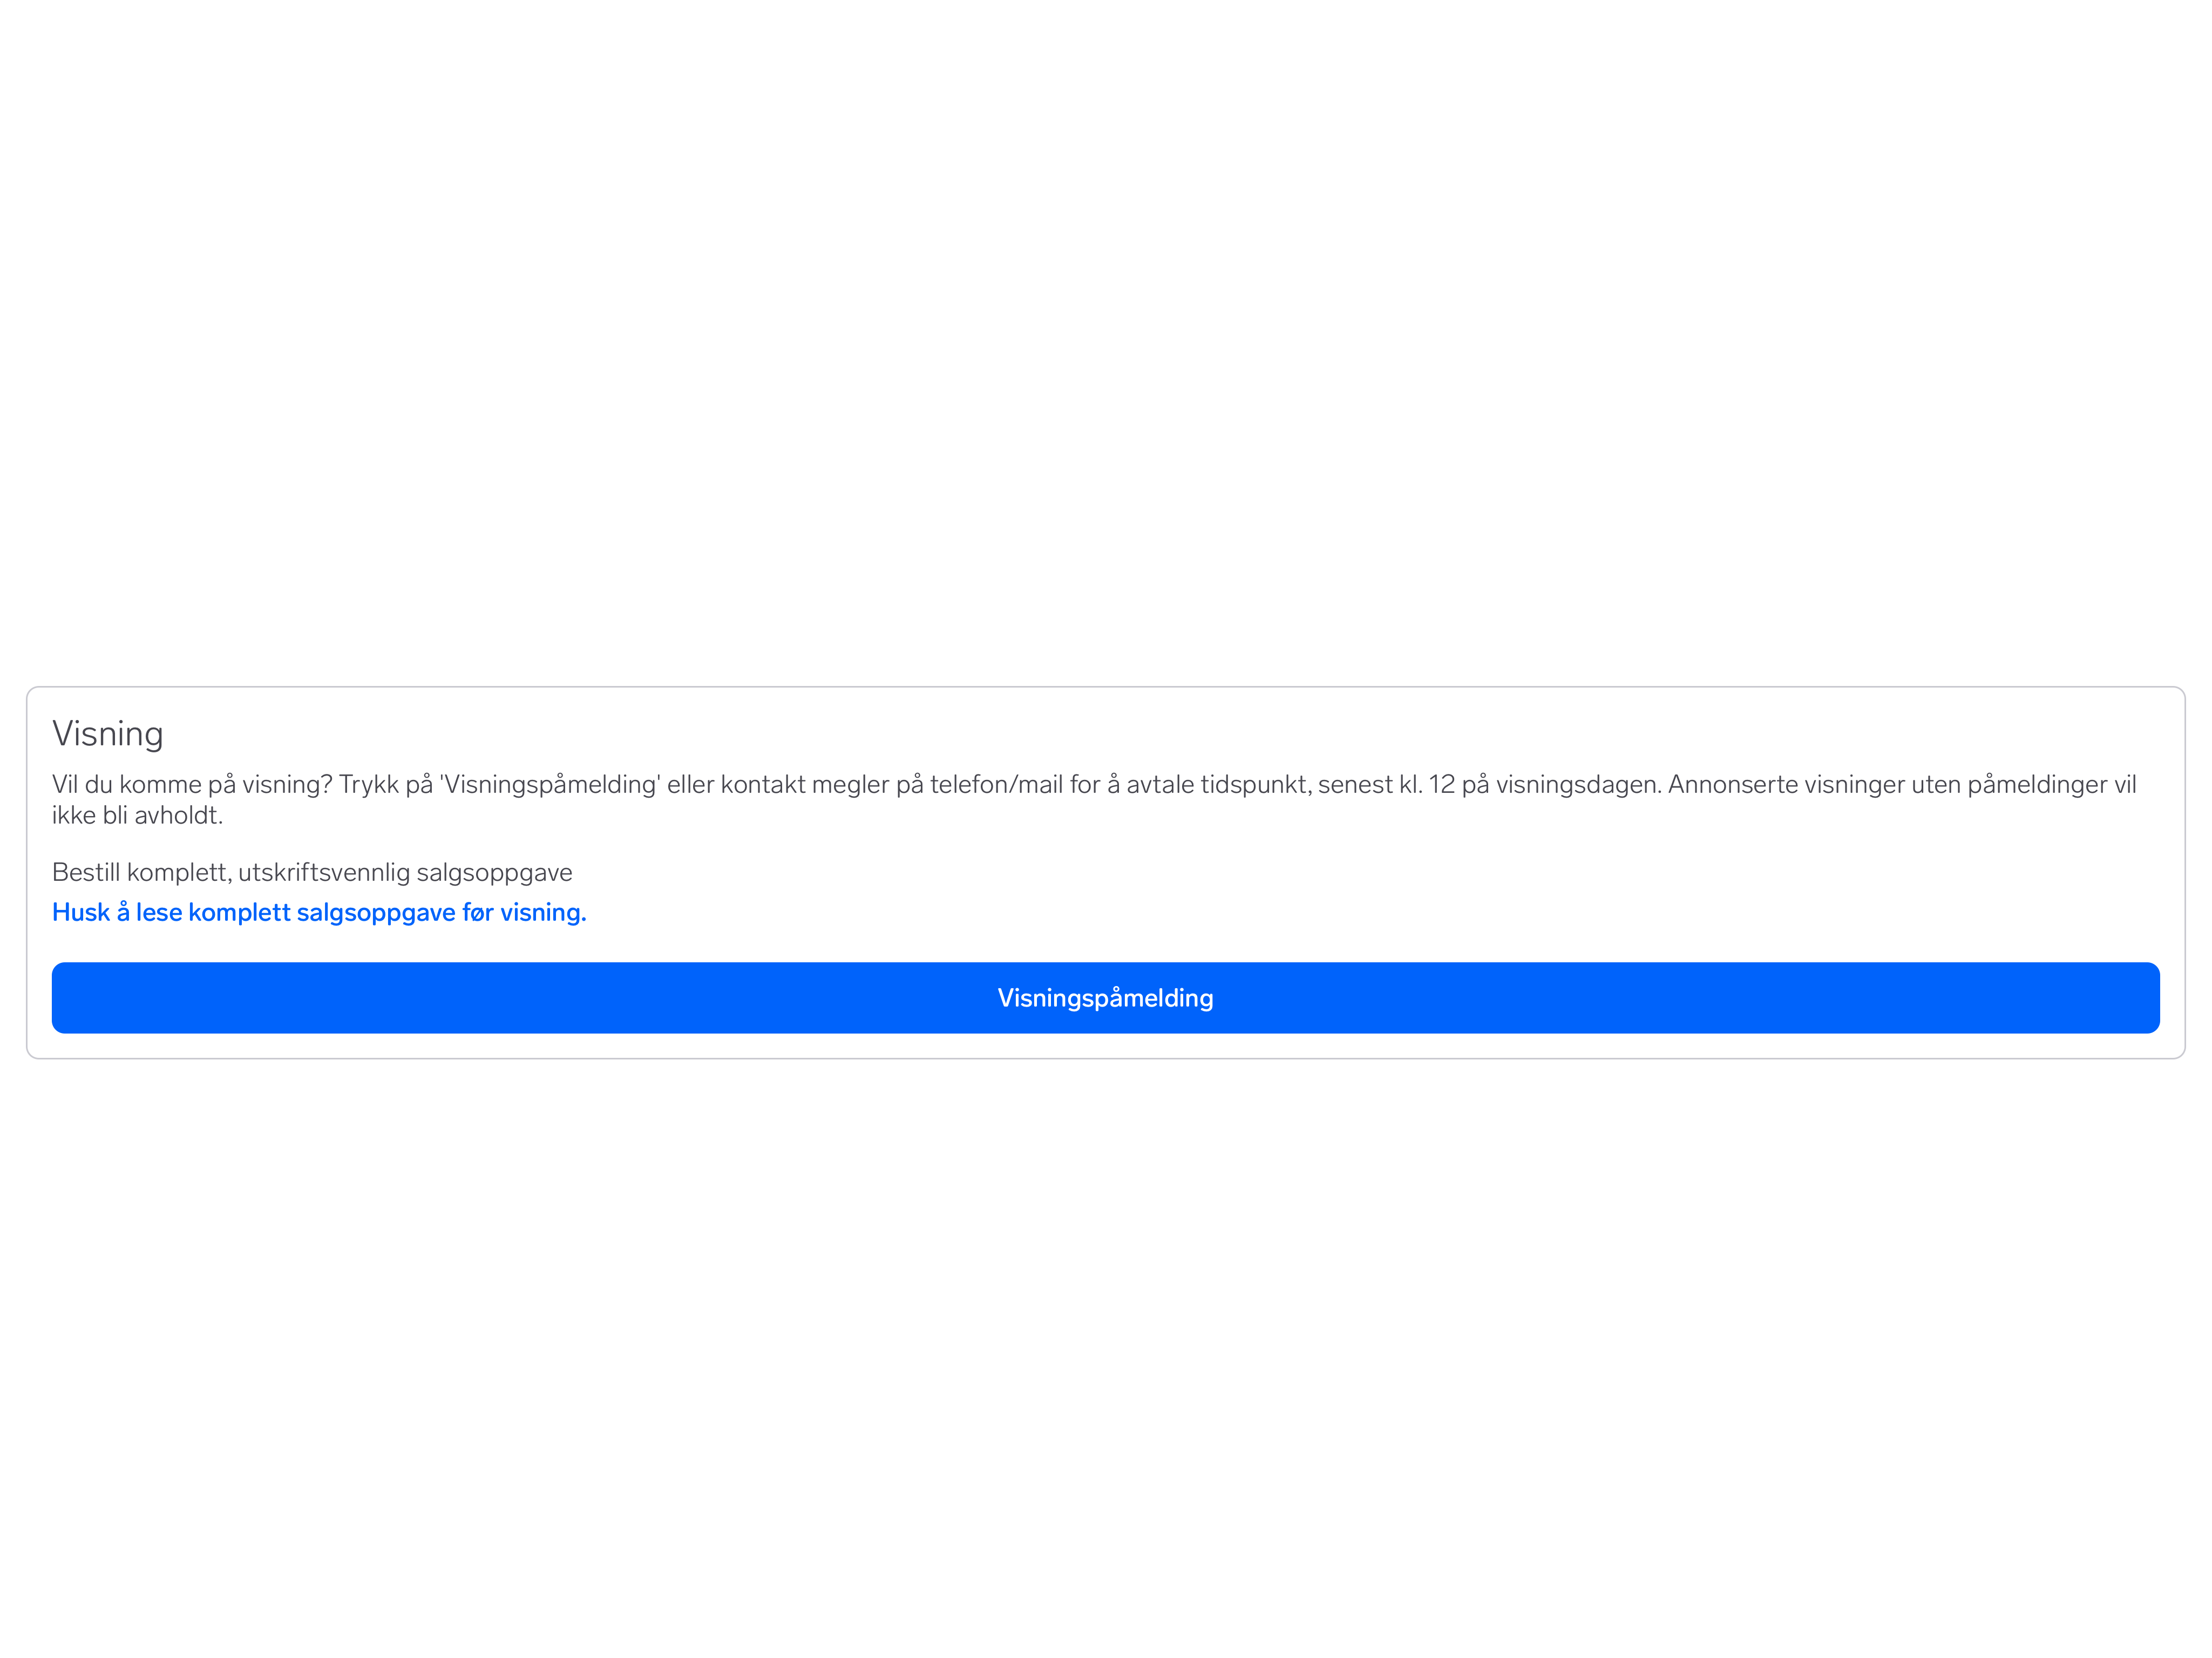 Visning
Vil du komme på visning? Trykk på 'Visningspåmelding' eller kontakt megler på telefon/mail for å avtale tidspunkt, senest kl. 12 på visningsdagen. Annonserte visninger uten påmeldinger vil
ikke bli avholdt.
Bestill komplett, utskriftsvennlig salgsoppgave
Husk å lese komplett salgsoppgave før visning.
Visningspåmelding